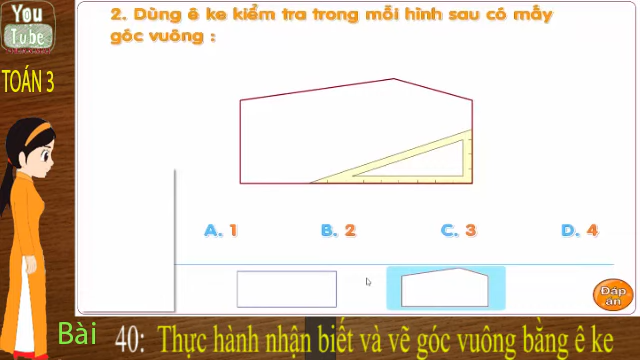 You
Tube
TOÁN 3
2. Dùng ê ke kiểm tra trong mỗi hình sau có mấy
góc vuông :
A. 1 B. 2 C. 3 D. 4
Đáp
án
Bài 40: Thực hành nhận biết và vẽ góc vuông bằng ê ke